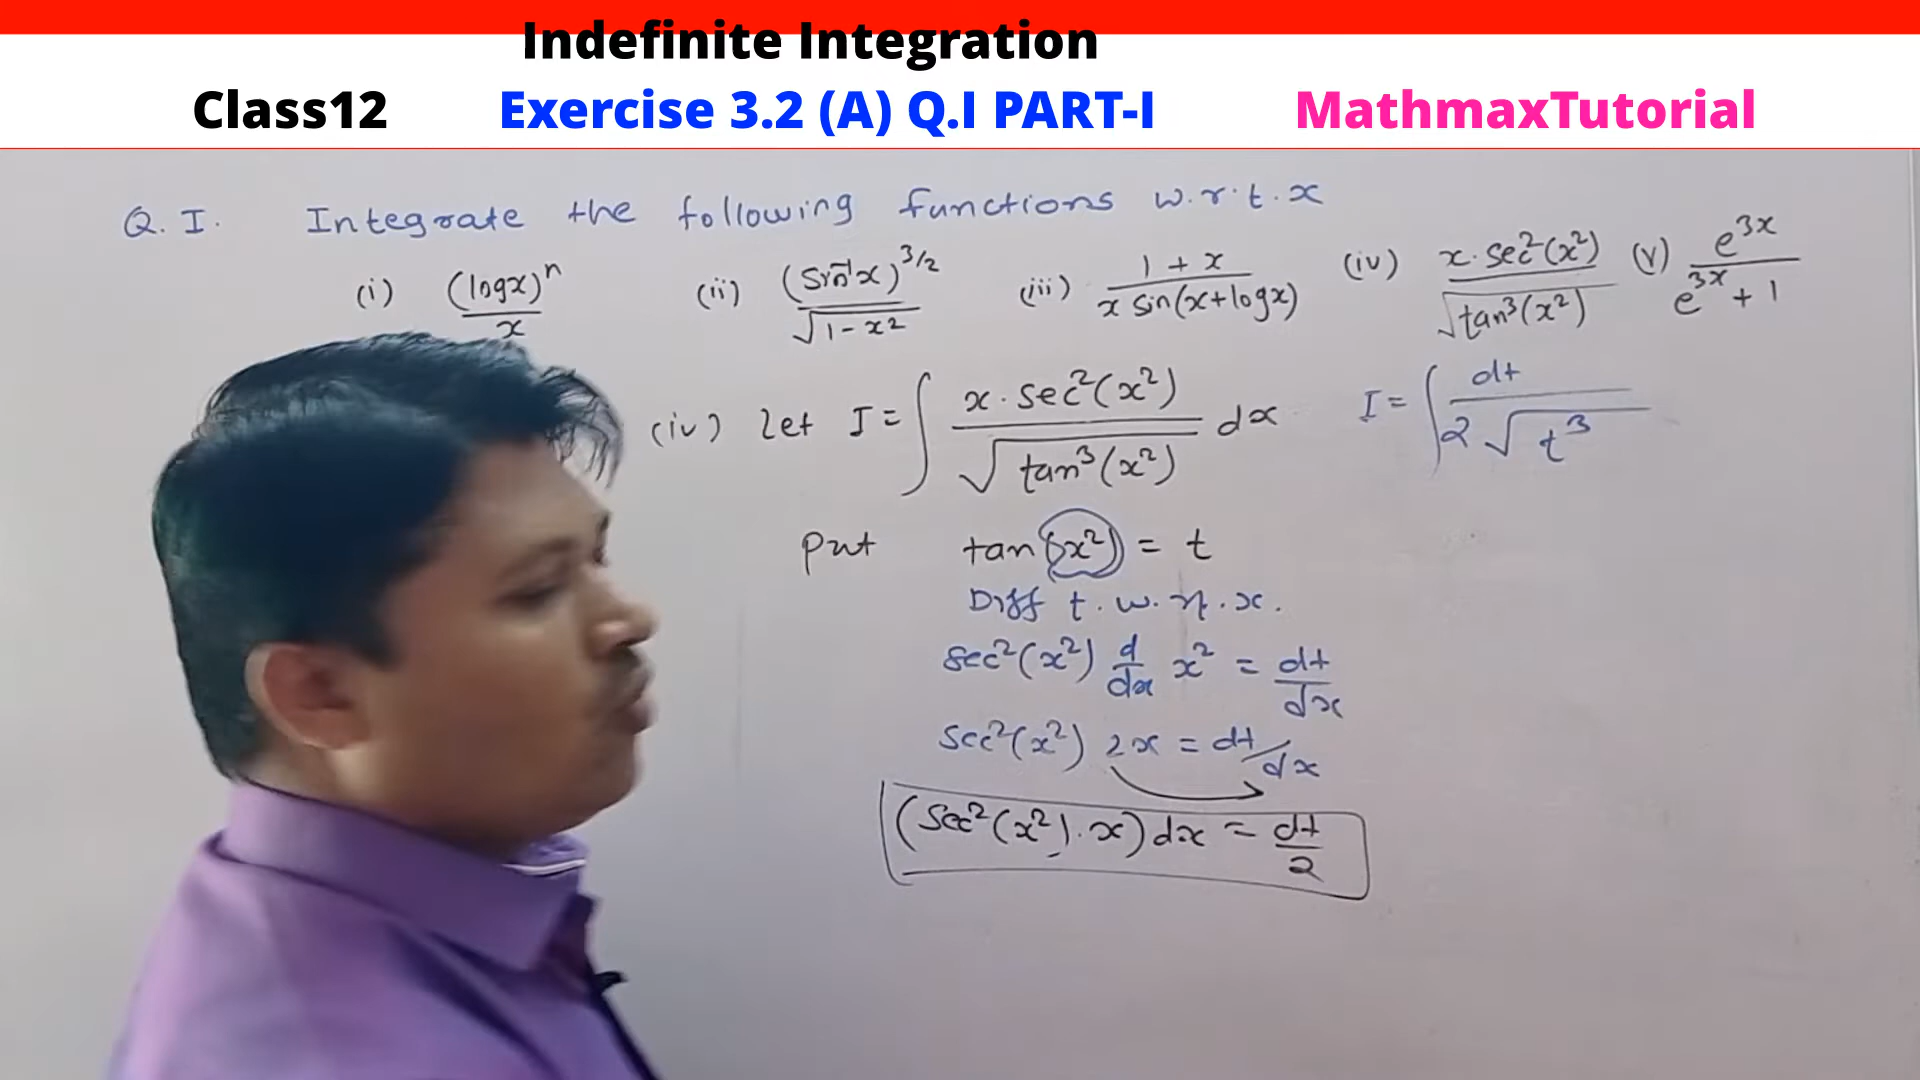 Indefinite Integration
Class12 Exercise 3.2 (A) Q.I PART-I MathmaxTutorial
Q. I. Integrate the following functions w.r.t.x
(i) (logx)^n / x (ii) (sin⁻¹x)^3/2 / √(1-x²) (iii) 1+x / x sin(x+logx) (iv) x·sec²(x²) / √tan³(x²) (v) e^3x / e^3x + 1
(iv) Let I = ∫ x·sec²(x²) / √tan³(x²) dx I = ∫ dt / 2√t³
Put tan(x²) = t
Diff t.w.r.x.
sec²(x²) d/dx x² = dt/dx
sec²(x²) 2x = dt/dx
(sec²(x²).x) dx = dt/2